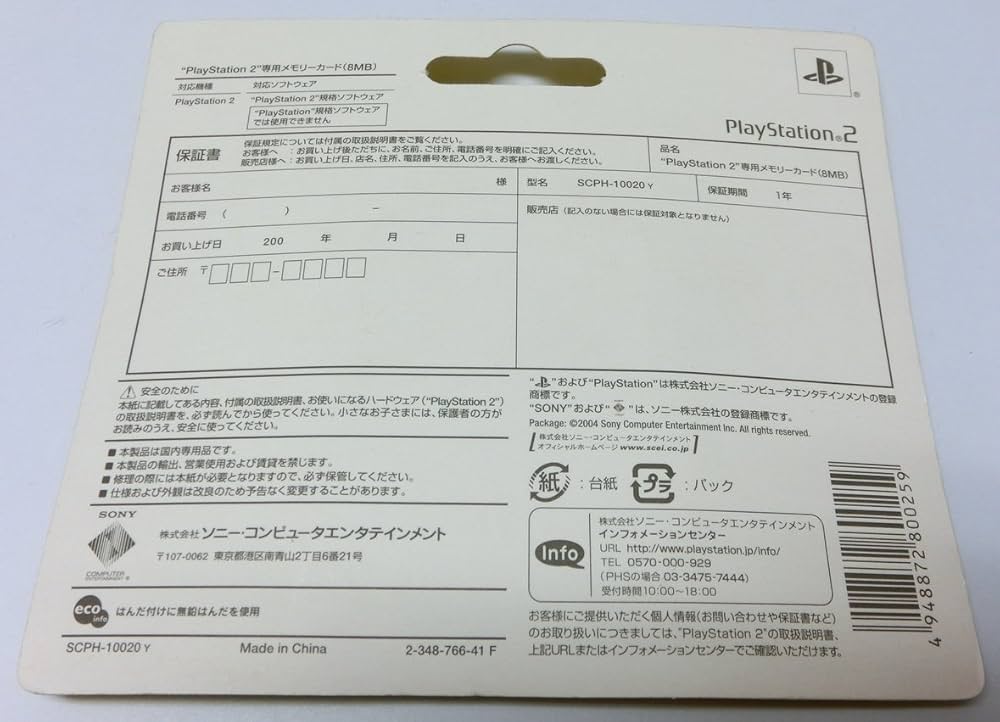 "PlayStation 2"専用メモリーカード(8MB)
対応機種 対応ソフトウェア
PlayStation 2 "PlayStation 2"規格ソフトウェア
"PlayStation"規格ソフトウェア
では使用できません
PlayStation®2
保証書
保証規定については付属の取扱説明書をご覧ください。
お客様へ :お買い上げ後ただちに、お名前、ご住所、電話番号を明確にご記入ください。
販売店様へ :お買い上げ日、店名、住所、電話番号を記入のうえ、お客様へお渡しください。
品名
"PlayStation 2"専用メモリーカード(8MB)
お客様名 様
型名 SCPH-10020 Y 保証期間 1年
電話番号 ( ) −
販売店(記入のない場合には保証対象となりません)
お買い上げ日 200 年 月 日
ご住所 〒 −
安全のために
本紙に記載してある内容、付属の取扱説明書、お使いになるハードウェア("PlayStation 2")
の取扱説明書を、必ず読んでから使ってください。小さなお子さまには、保護者の方が
お読みのうえ、安全に使ってください。
■本製品は国内専用品です。
■本製品の輸出、営業使用および賃貸を禁じます。
■修理の際には本紙が必要となりますので、必ず保管してください。
■仕様および外観は改良のため予告なく変更することがあります。
SONY
COMPUTER
ENTERTAINMENT®
株式会社ソニー・コンピュータエンタテインメント
〒107-0062 東京都港区南青山2丁目6番21号
eco info はんだ付けに無鉛はんだを使用
SCPH-10020 Y Made in China 2-348-766-41 F
" "および"PlayStation"は株式会社ソニー・コンピュータエンタテインメントの登録
商標です。
"SONY"および" "は、ソニー株式会社の登録商標です。
Package: ©2004 Sony Computer Entertainment Inc. All rights reserved.
株式会社ソニー・コンピュータエンタテインメント
オフィシャルホームページ www.scei.co.jp
紙 :台紙 プラ :パック
Info
株式会社ソニー・コンピュータエンタテインメント
インフォメーションセンター
URL http://www.playstation.jp/info/
TEL 0570-000-929
(PHSの場合 03-3475-7444)
受付時間10:00〜18:00
お客様にご提供いただく個人情報(お問い合わせや保証書など)
のお取り扱いにつきましては、"PlayStation 2"の取扱説明書、
上記URLまたはインフォメーションセンターでご確認いただけます。
4948872800259